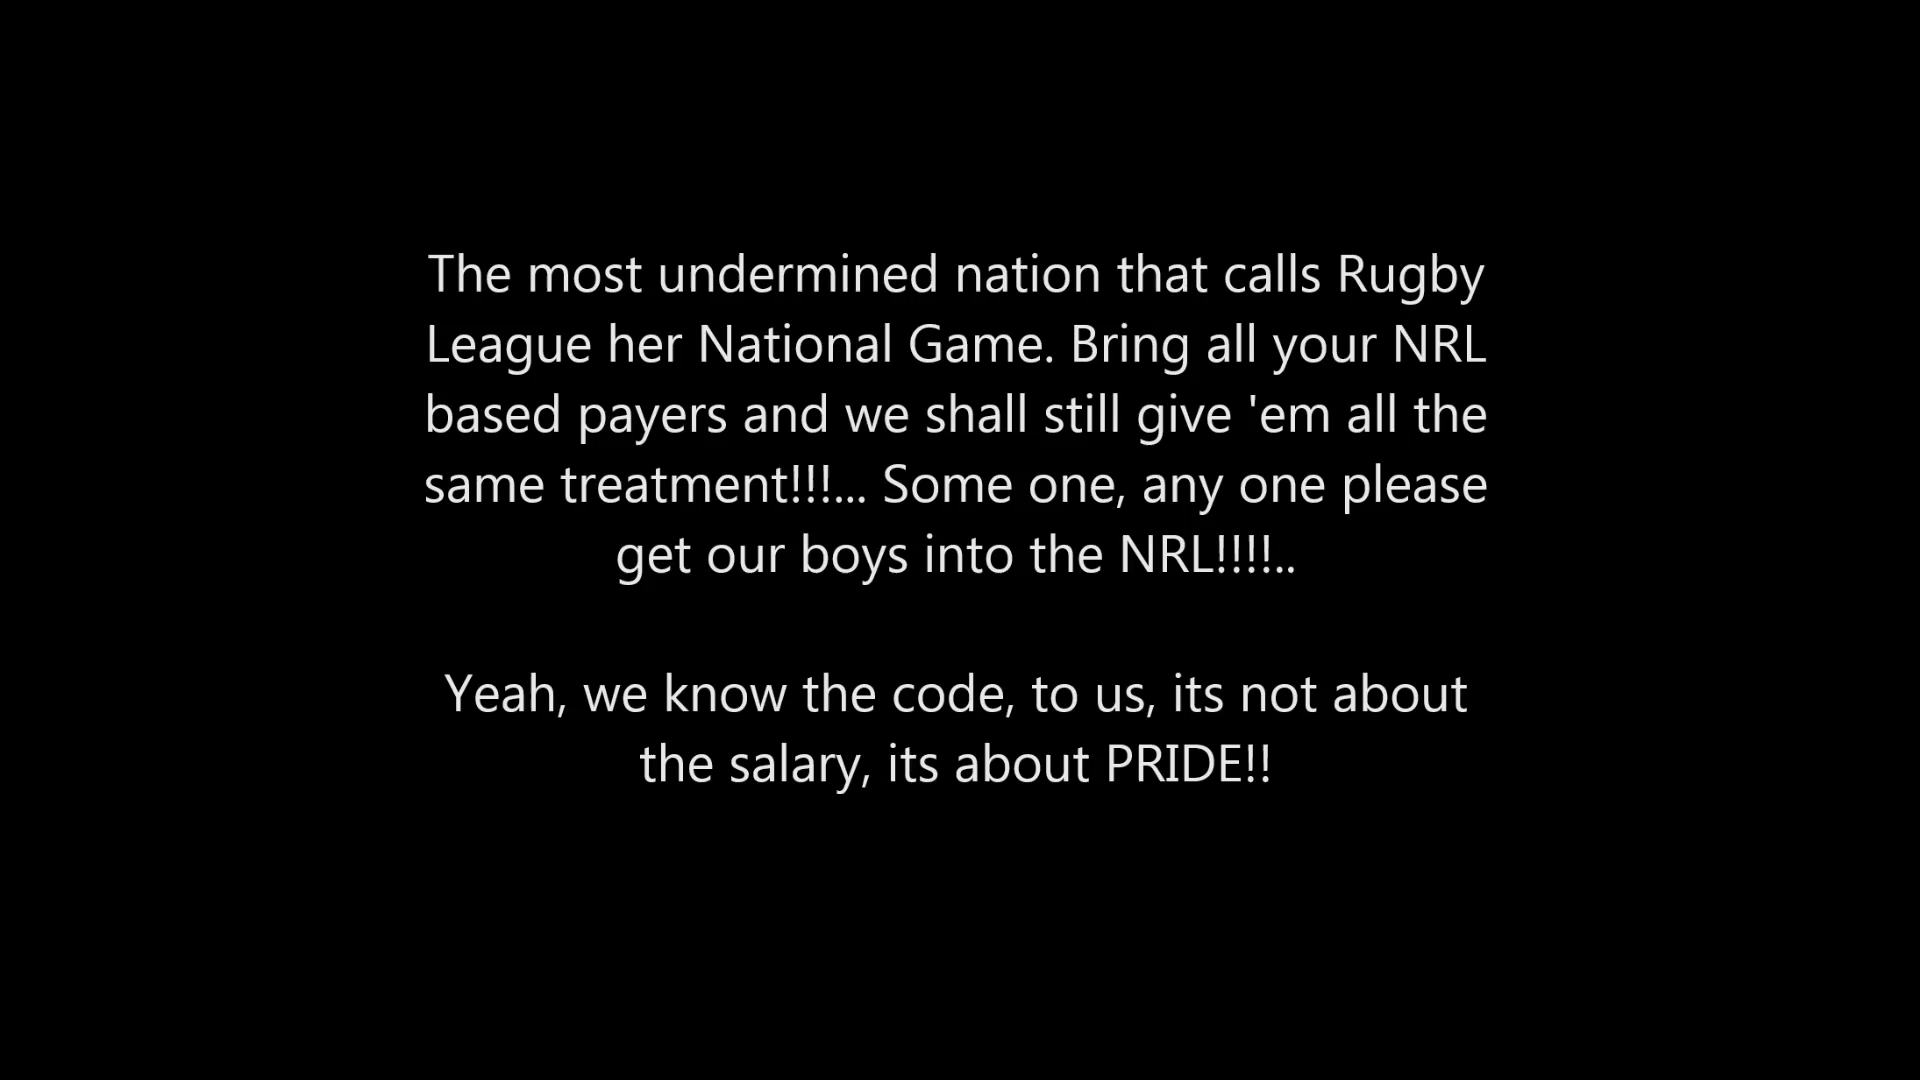 The most undermined nation that calls Rugby
League her National Game. Bring all your NRL
based payers and we shall still give 'em all the
same treatment!!!... Some one, any one please
get our boys into the NRL!!!!..
Yeah, we know the code, to us, its not about
the salary, its about PRIDE!!